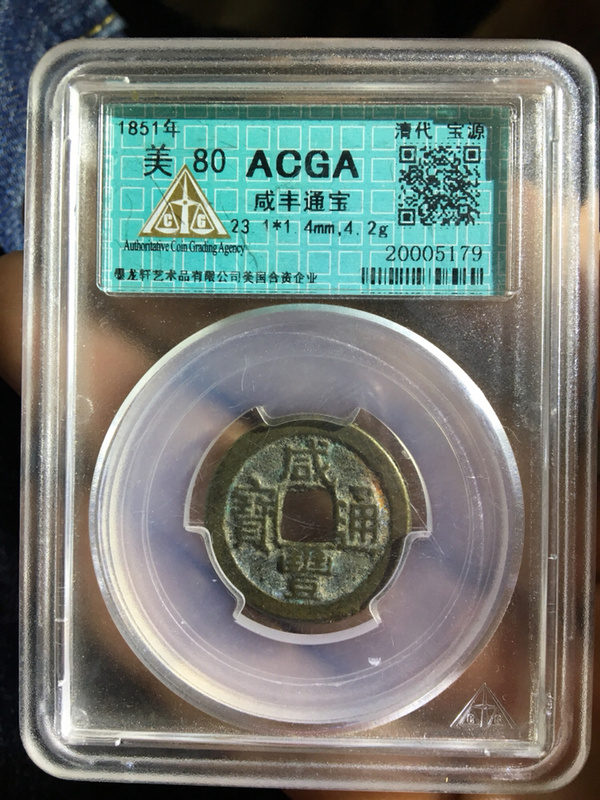 1851年 清代 宝源
美 80 ACGA
咸丰通宝
C G
23.1*1.4mm,4.2g
Authoritative Coin Grading Agency
20005179
墨龙轩艺术品有限公司美国合资企业
咸
寳 通
豐